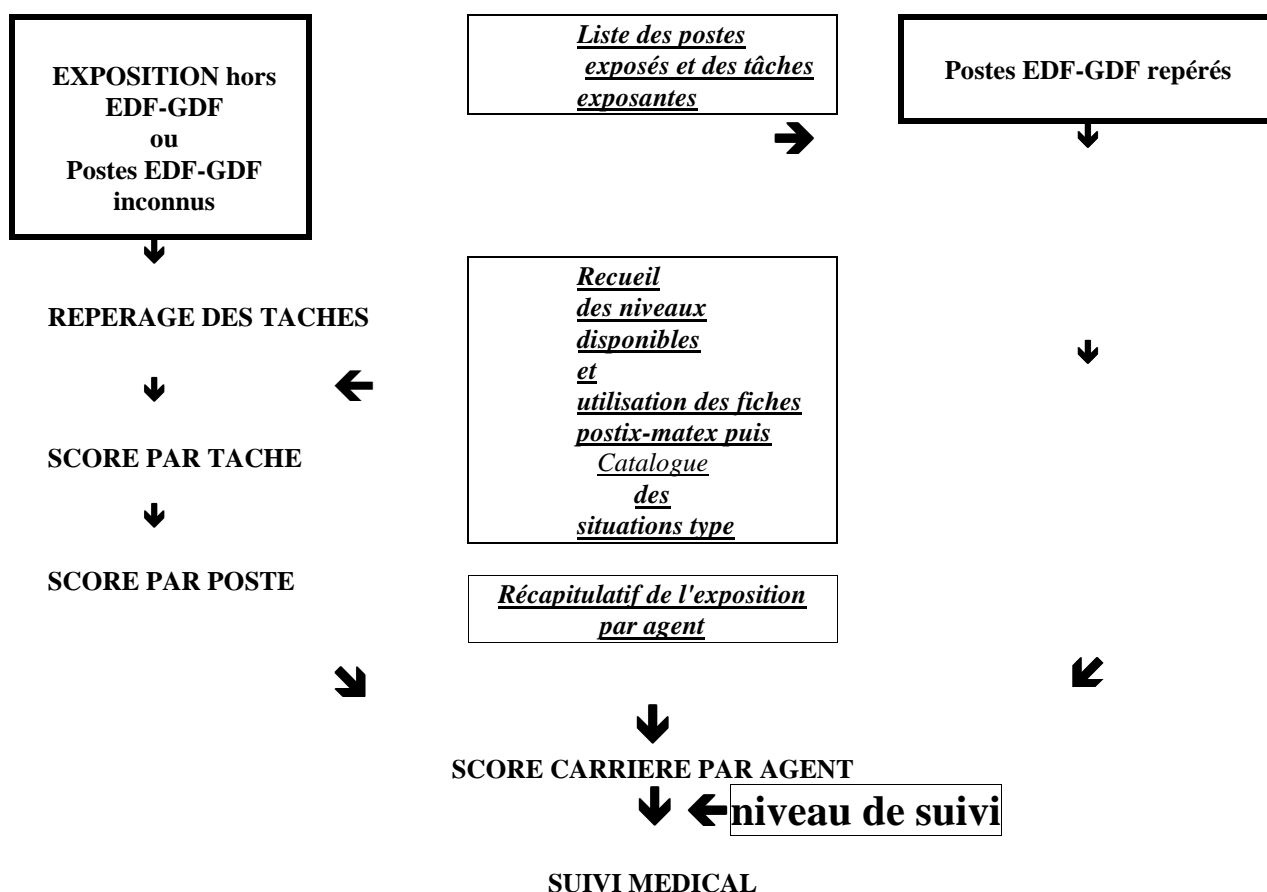 EXPOSITION hors
EDF-GDF
ou
Postes EDF-GDF
inconnus
Liste des postes
exposés et des tâches
exposantes
Postes EDF-GDF repérés
REPERAGE DES TACHES
SCORE PAR TACHE
SCORE PAR POSTE
Recueil
des niveaux
disponibles
et
utilisation des fiches
postix-matex puis
Catalogue
des
situations type
Récapitulatif de l'exposition
par agent
SCORE CARRIERE PAR AGENT
niveau de suivi
SUIVI MEDICAL